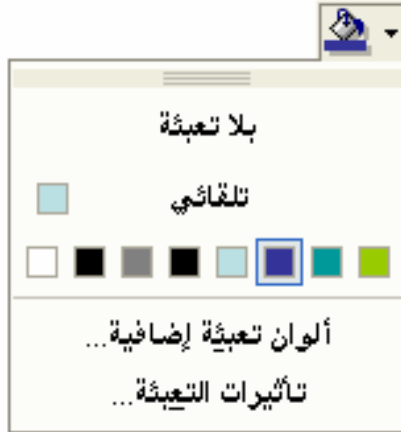 بلا تعبئة
تلقائي
ألوان تعبئة إضافية...
تأثيرات التعبئة...